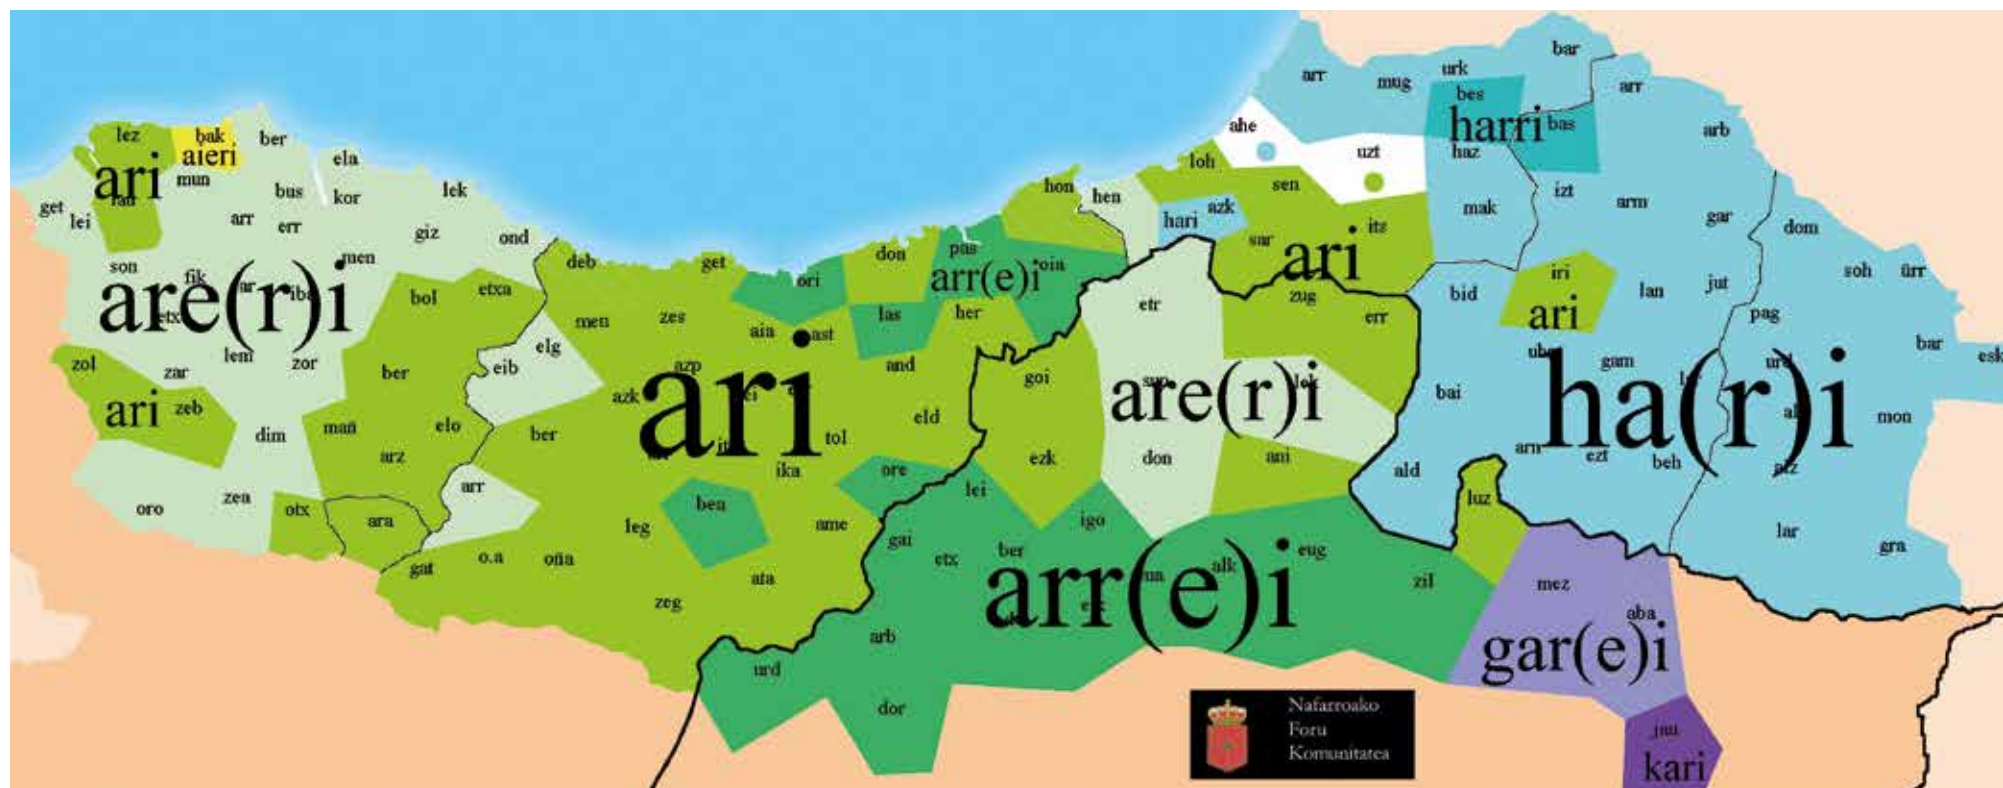 bar
arr
mug
urk
arr
bes
harri
bas
arb
lez
bak
aieri
ber
ahe
uzt
haz
ela
loh
ari
mun
bus
kor
lek
hon
hen
sen
izt
arm
get
lei
arr
err
giz
ond
hari
azk
mak
gar
its
sar
ari
dom
son
fik
men
deb
get
don
pas
arr(e)i
oia
iri
soh
ürr
are(r)i
bol
etxa
ori
etr
zug
bid
lan
jut
ari
men
zes
aia
ast
las
her
err
pag
lem
elg
bar
esk
zol
zar
zor
ber
eib
azp
and
goi
gam
ari
zeb
azk
ari
are(r)i
bai
ha(r)i
mon
dim
mañ
elo
ber
tol
eld
arz
ika
ezk
don
ani
ald
arn
ezt
beh
oro
zea
otx
arr
ara
ben
ore
lei
luz
leg
ame
igo
lar
gra
gat
o.a
oña
gai
etx
ber
alk
eug
arr(e)i
zil
ata
zeg
mez
aba
gar(e)i
arb
urd
dor
Nafarroako
Foru
Komunitatea
jau
kari